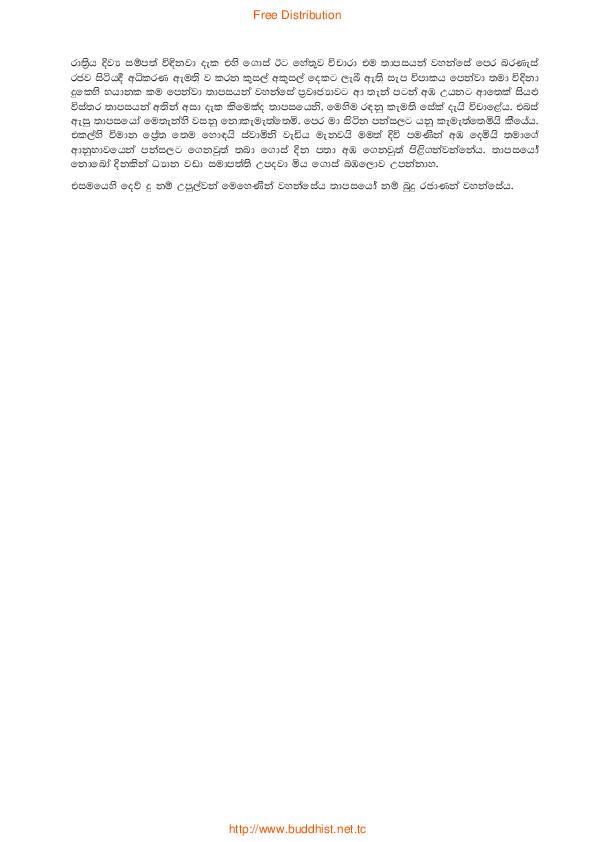 Free Distribution
රාත්‍රිය දිව්‍ය සම්පත් විඳිනවා දැක එහි ගොස් ඊට හේතුව විචාරා එම තාපසයන් වහන්සේ පෙර බරණැස්
රජව සිටියදී අධිකරණ ඇමති ව කරන කුසල් අකුසල් දෙකට ලැබී ඇති සැප විපාකය පෙන්වා තමා විදිනා
දුකෙහි භයානක කම පෙන්වා තාපසයන් වහන්සේ ප්‍රව්‍රජ්‍යාවට ආ තැන් පටන් අඹ උයනට ආතෙක් සියළු
විස්තර තාපසයන් අතින් අසා දැක කිමෙක්ද තාපසයෙනි, මෙහිම රඳනු කැමති සේක් දැයි විචාළේය. එබස්
ඇසූ තාපසයෝ මෙතැන්හි වසනු නොකැමැත්තෙමි. පෙර මා සිටින පන්සලට යනු කැමැත්තෙමියි කීයේය.
එකල්හි විමාන ප්‍රේත තෙම හොඳයි ස්වාමිනි වැඩිය මැනවයි මමත් දිවි පමණින් අඹ දෙමියි තමාගේ
ආනුභාවයෙන් පන්සලට ගෙනවුත් තබා ගොස් දින පතා අඹ ගෙනවුත් පිළිගන්වන්නේය. තාපසයෝ
නොබෝ දිනකින් ධ්‍යාන වඩා සමාපත්ති උපදවා මිය ගොස් බඹලොව උපන්නාහ.
එසමයෙහි දෙව් දූ නම් උපුල්වන් මෙහෙණින් වහන්සේය තාපසයෝ නම් බුදු රජාණන් වහන්සේය.
http://www.buddhist.net.tc